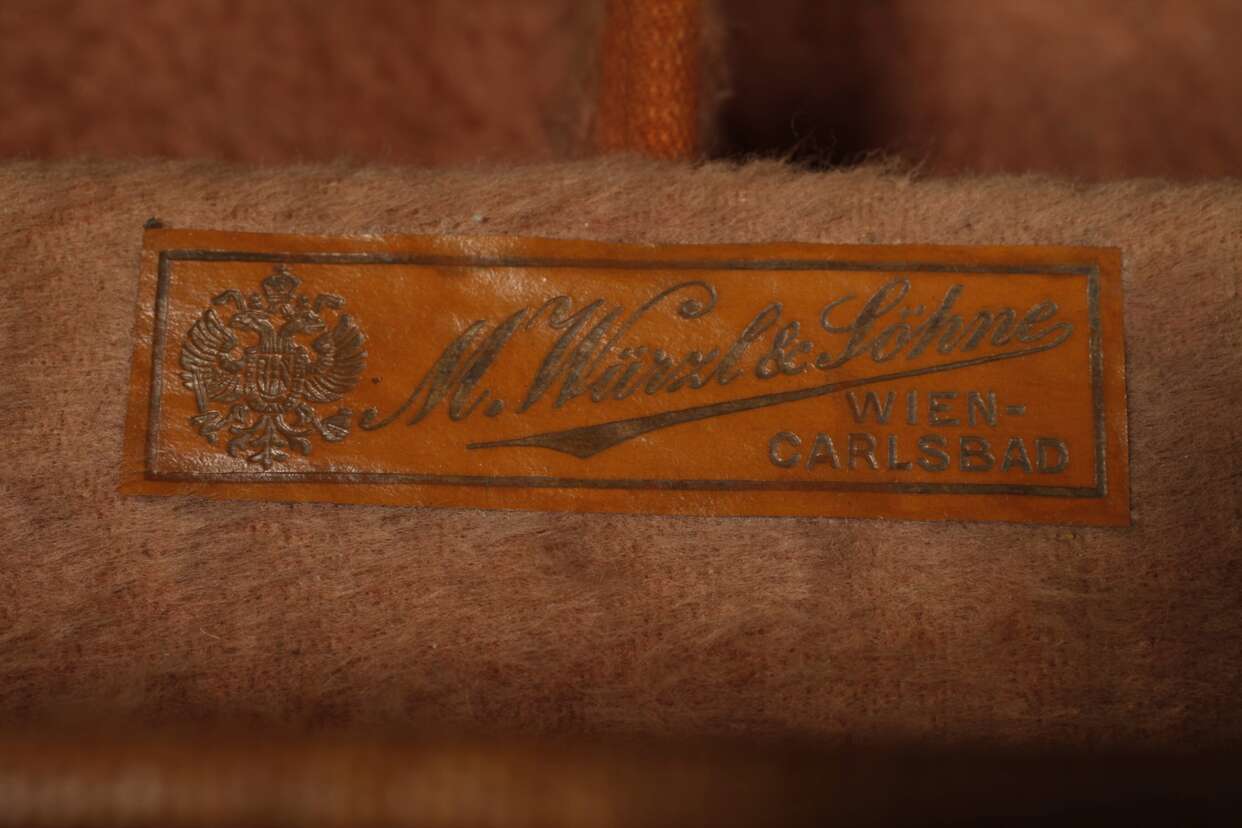 M. Würzl & Söhne
WIEN-
CARLSBAD